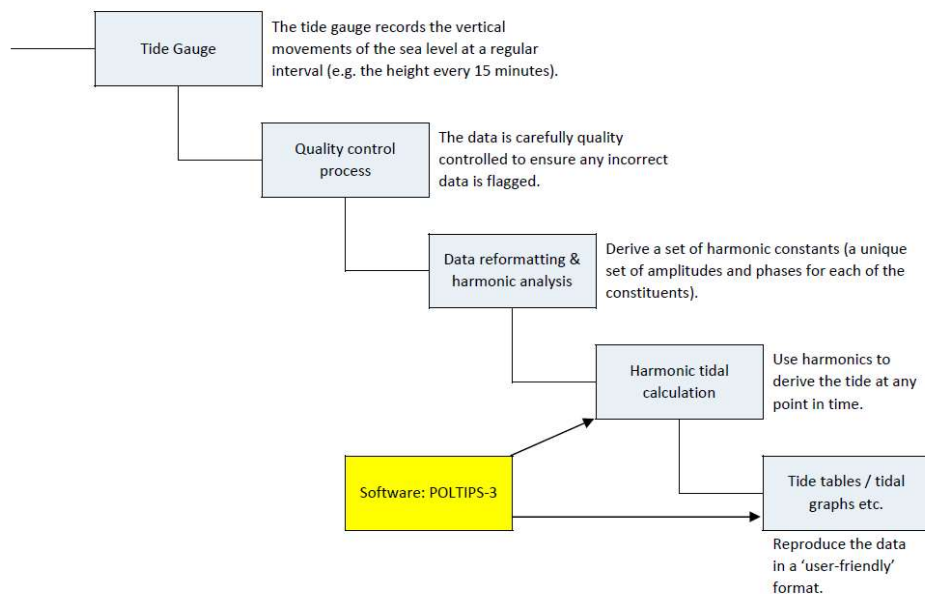 Tide Gauge
The tide gauge records the vertical
movements of the sea level at a regular
interval (e.g. the height every 15 minutes).
Quality control
process
The data is carefully quality
controlled to ensure any incorrect
data is flagged.
Data reformatting &
harmonic analysis
Derive a set of harmonic constants (a unique
set of amplitudes and phases for each of the
constituents).
Harmonic tidal
calculation
Use harmonics to
derive the tide at any
point in time.
Software: POLTIPS-3
Tide tables / tidal
graphs etc.
Reproduce the data
in a ‘user-friendly’
format.